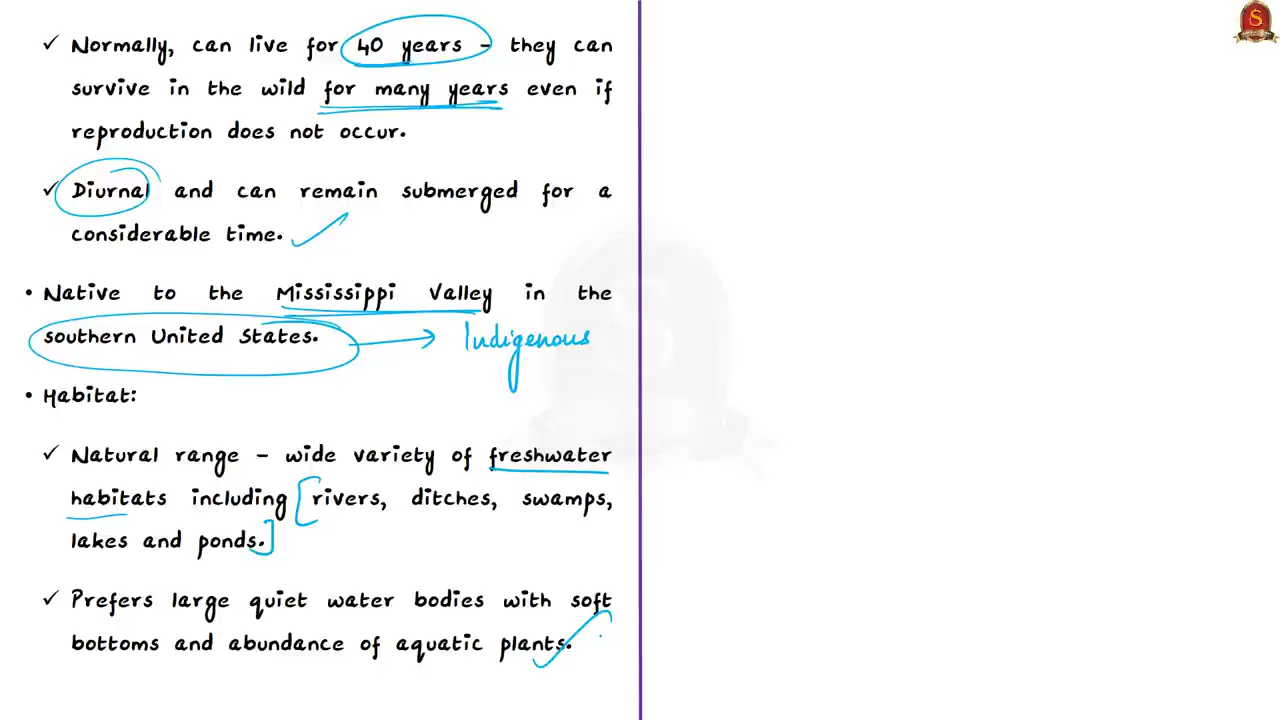 ✓ Normally, can live for 40 years – they can
survive in the wild for many years even if
reproduction does not occur.
✓ Diurnal and can remain submerged for a
considerable time.
• Native to the Mississippi Valley in the
southern United States. → Indigenous
• Habitat:
✓ Natural range – wide variety of freshwater
habitats including [rivers, ditches, swamps,
lakes and ponds.]
✓ Prefers large quiet water bodies with soft
bottoms and abundance of aquatic plants.
S